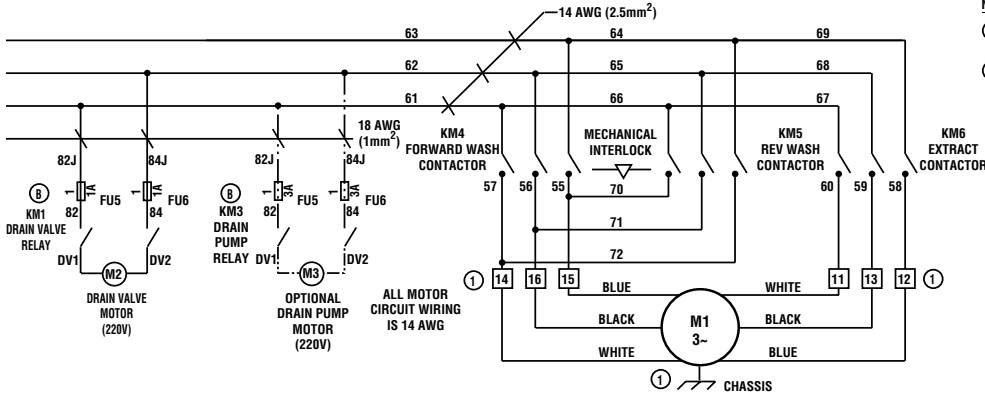 14 AWG (2.5mm²)
63 64 69
62 65 68
61 66 67
18 AWG
(1mm²)
82J 84J 82J 84J
KM4
FORWARD WASH
CONTACTOR
MECHANICAL
INTERLOCK
KM5
REV WASH
CONTACTOR
KM6
EXTRACT
CONTACTOR
57 56 55 60 59 58
70
71
72
B
KM1
DRAIN VALVE
RELAY
1 1A FU5
1 1A FU6
82 84
DV1 DV2
M2
DRAIN VALVE
MOTOR
(220V)
B
KM3
DRAIN
PUMP
RELAY
1 3A FU5
1 3A FU6
82 84
DV1 DV2
M3
OPTIONAL
DRAIN PUMP
MOTOR
(220V)
ALL MOTOR
CIRCUIT WIRING
IS 14 AWG
1 14 16 15 11 13 12 1
BLUE WHITE
BLACK BLACK
WHITE BLUE
M1
3~
1 CHASSIS